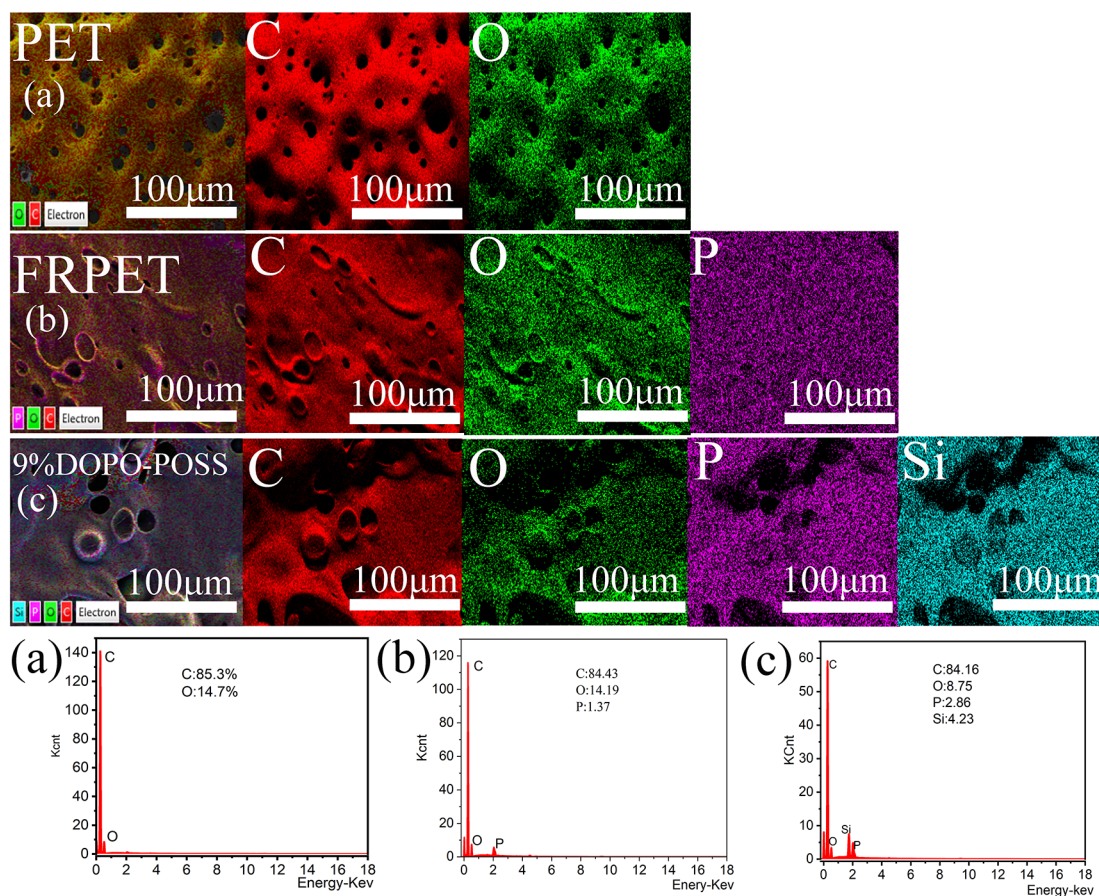 PET
(a)
100μm
O C Electron
C
100μm
O
100μm
FRPET
(b)
100μm
P O C Electron
C
100μm
O
100μm
P
100μm
9%DOPO-POSS
(c)
100μm
Si P O C Electron
C
100μm
O
100μm
P
100μm
Si
100μm
(a)
140
120
100
80
60
40
20
0
Kcnt
C
O
C:85.3%
O:14.7%
0 2 4 6 8 10 12 14 16 18
Energy-Kev
(b)
120
100
80
60
40
20
0
Kcnt
C
O
P
C:84.43
O:14.19
P:1.37
0 2 4 6 8 10 12 14 16 18
Enery-Kev
(c)
60
50
40
30
20
10
0
KCnt
C
O
Si
P
C:84.16
O:8.75
P:2.86
Si:4.23
0 2 4 6 8 10 12 14 16 18
Energy-Kev